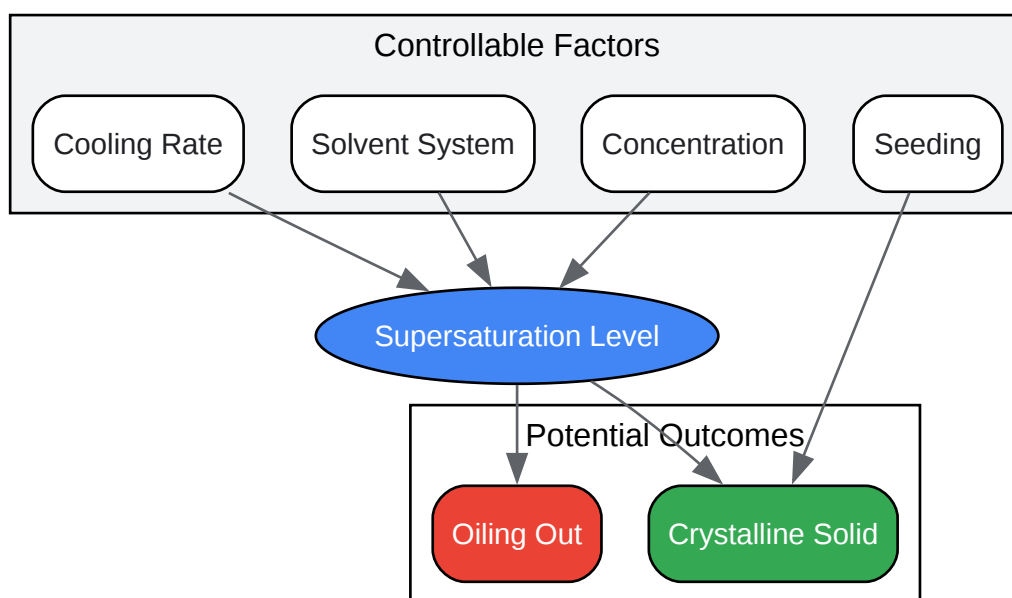 Controllable Factors
Cooling Rate
Solvent System
Concentration
Seeding
Supersaturation Level
Potential Outcomes
Oiling Out
Crystalline Solid